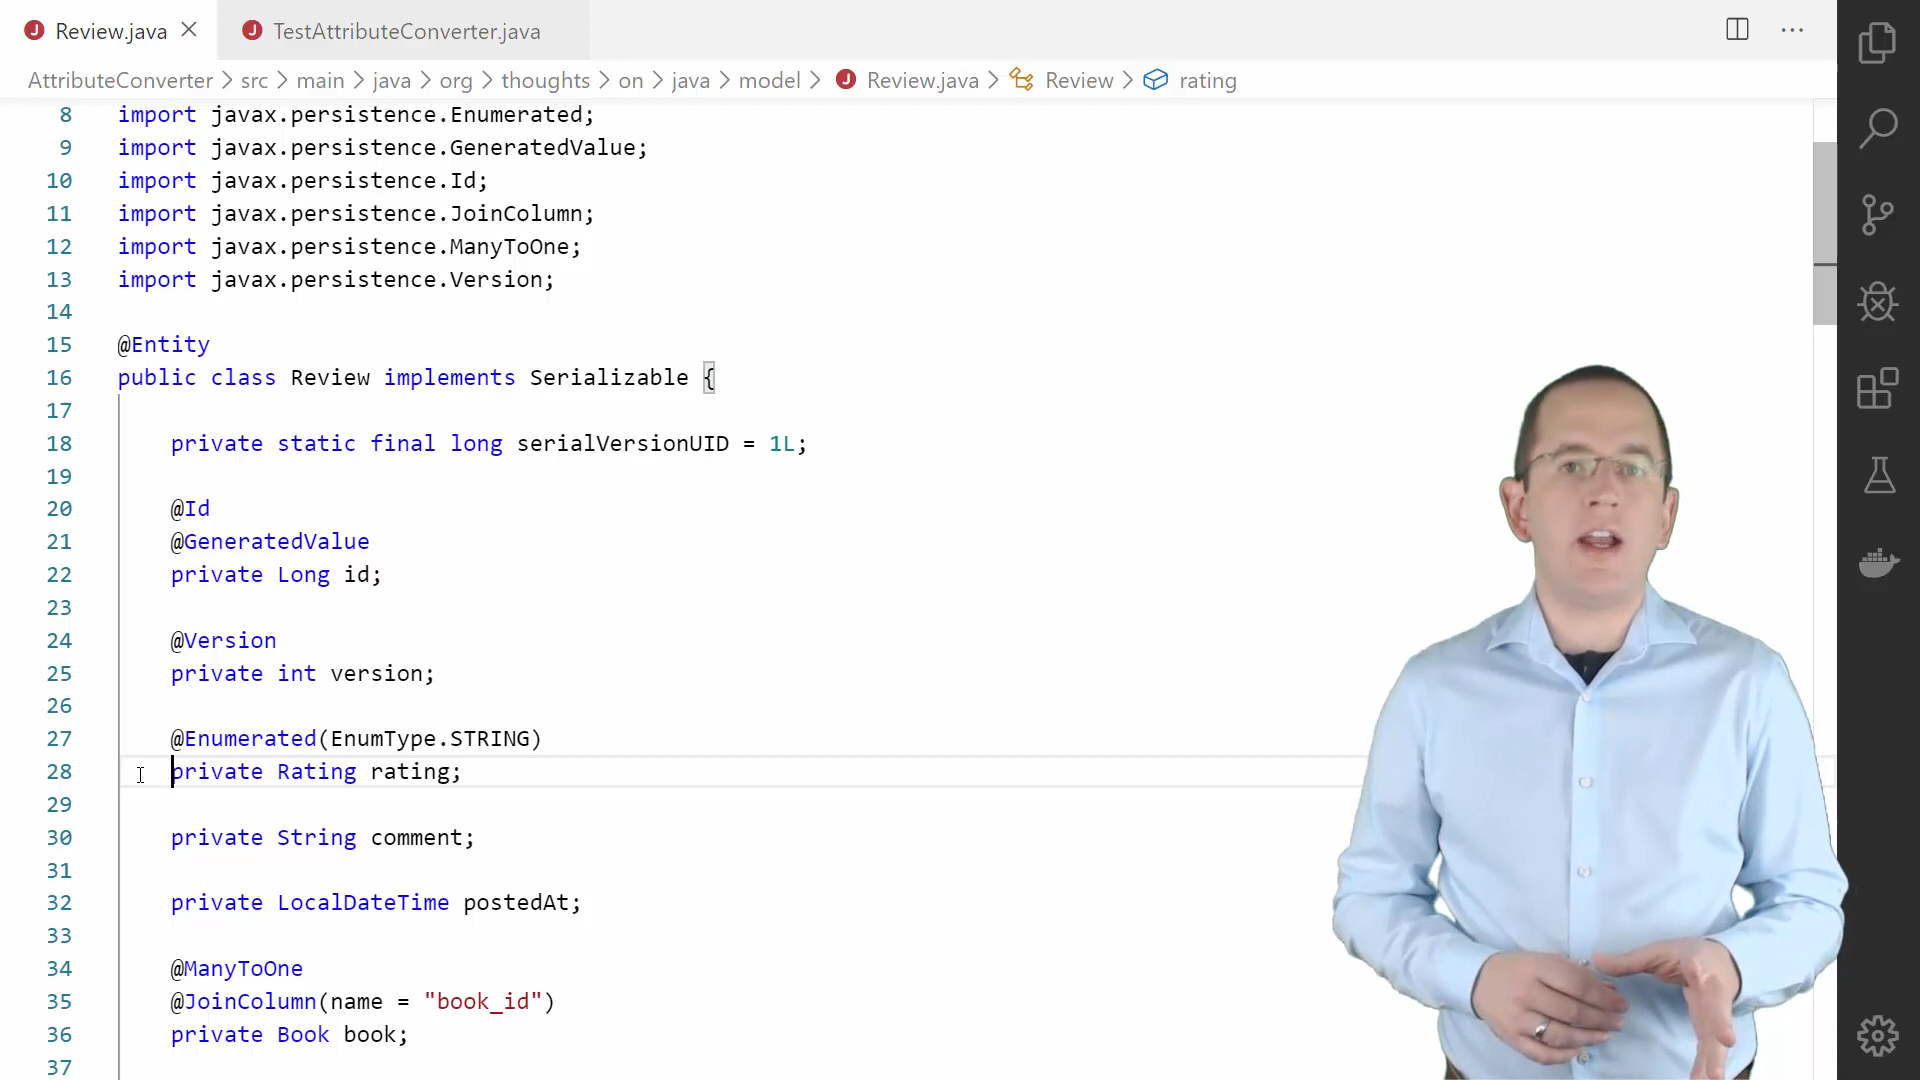 Review.java
TestAttributeConverter.java
AttributeConverter > src > main > java > org > thoughts > on > java > model > Review.java > Review > rating
8 import javax.persistence.Enumerated;
9 import javax.persistence.GeneratedValue;
10 import javax.persistence.Id;
11 import javax.persistence.JoinColumn;
12 import javax.persistence.ManyToOne;
13 import javax.persistence.Version;
14
15 @Entity
16 public class Review implements Serializable {
17
18 private static final long serialVersionUID = 1L;
19
20 @Id
21 @GeneratedValue
22 private Long id;
23
24 @Version
25 private int version;
26
27 @Enumerated(EnumType.STRING)
28 private Rating rating;
29
30 private String comment;
31
32 private LocalDateTime postedAt;
33
34 @ManyToOne
35 @JoinColumn(name = "book_id")
36 private Book book;
37